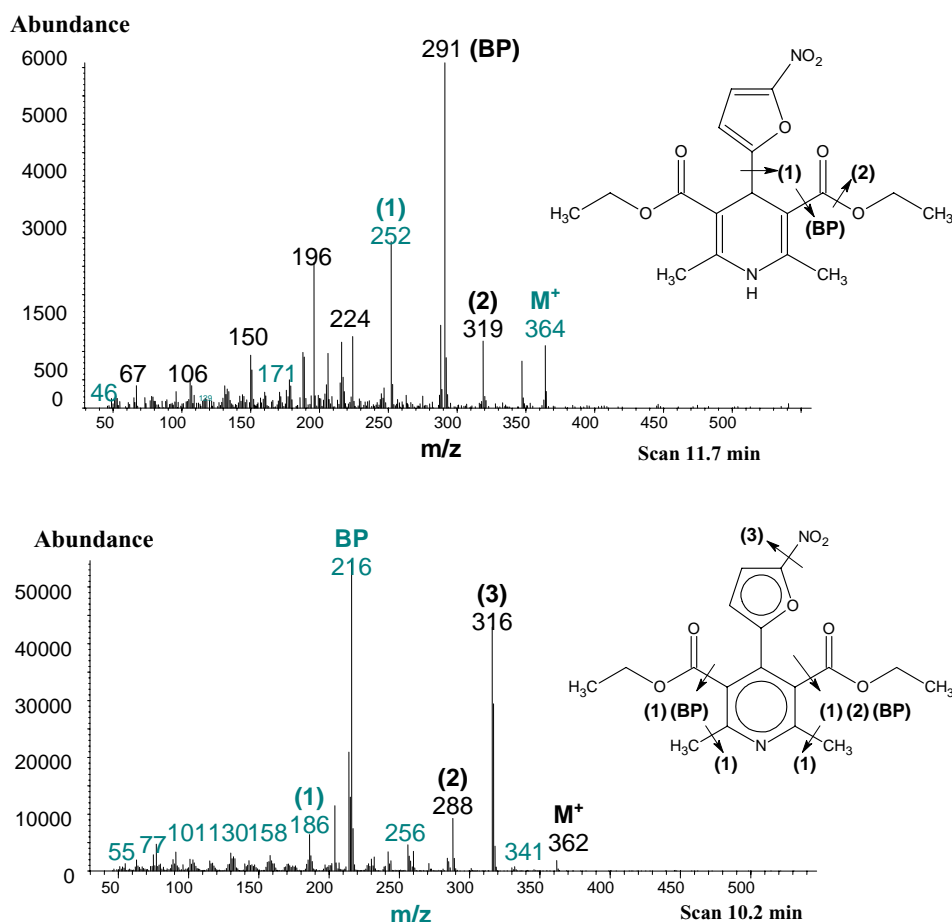 Abundance
6000
5000
4000
3000
1500
500
0
291 (BP)
(1)
252
196
(2)
319
M+
364
224
150
171
67
106
46
139
50
100
150
200
250
300
350
400
450
500
m/z
Scan 11.7 min
NO2
O
O
O
(1)
(2)
(BP)
H3C
O
O
CH3
H3C
N
H
CH3
Abundance
50000
40000
30000
20000
10000
0
BP
216
(3)
316
(2)
288
M+
362
(1)
186
256
341
55
77
101
130
158
50
100
150
200
250
300
350
400
450
500
m/z
Scan 10.2 min
(3)
NO2
O
O
O
H3C
O
O
CH3
(1) (BP)
(1) (2) (BP)
H3C
N
CH3
(1)
(1)